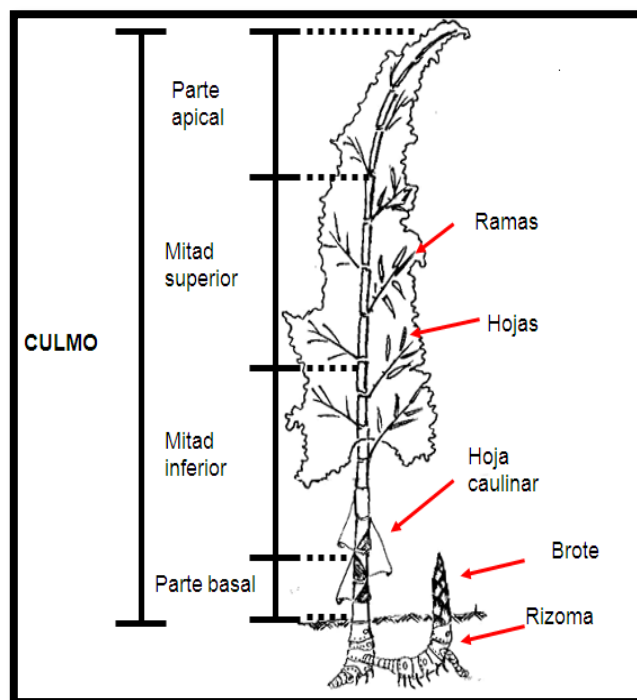 Parte
apical
Mitad
superior
CULMO
Mitad
inferior
Parte basal
Ramas
Hojas
Hoja
caulinar
Brote
Rizoma